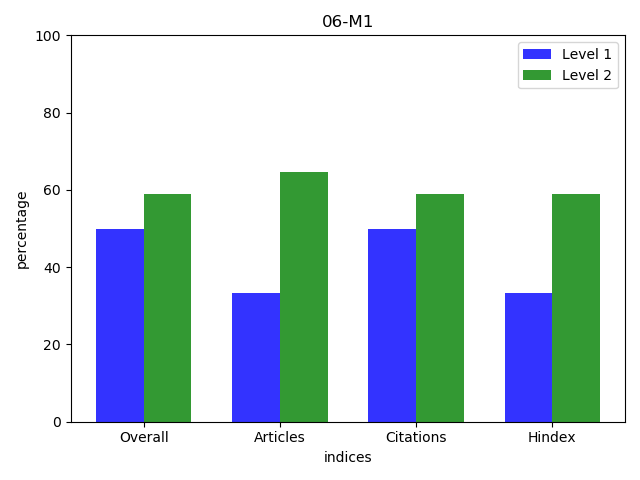 06-M1
Level 1
Level 2
percentage
100
80
60
40
20
0
Overall
Articles
Citations
Hindex
indices